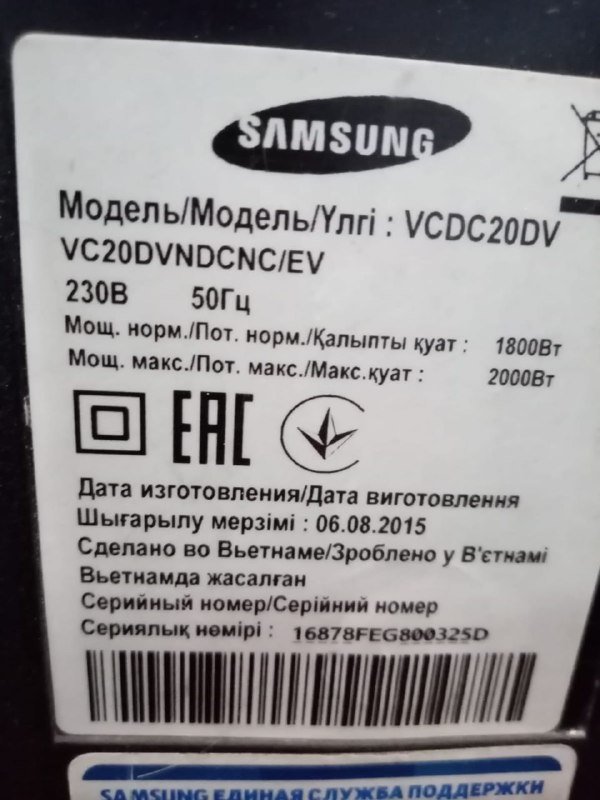 SAMSUNG
Модель/Модель/Үлгі : VCDC20DV
VC20DVNDCNC/EV
230В 50Гц
Мощ. норм./Пот. норм./Қалыпты қуат : 1800Вт
Мощ. макс./Пот. макс./Макс.қуат : 2000Вт
EAC
Дата изготовления/Дата виготовлення
Шығарылу мерзімі : 06.08.2015
Сделано во Вьетнаме/Зроблено у В'єтнамі
Вьетнамда жасалған
Серийный номер/Серійний номер
Сериялық нөмірі : 16878FEG800325D
SAMSUNG ЕДИНАЯ СЛУЖБА ПОДДЕРЖКИ